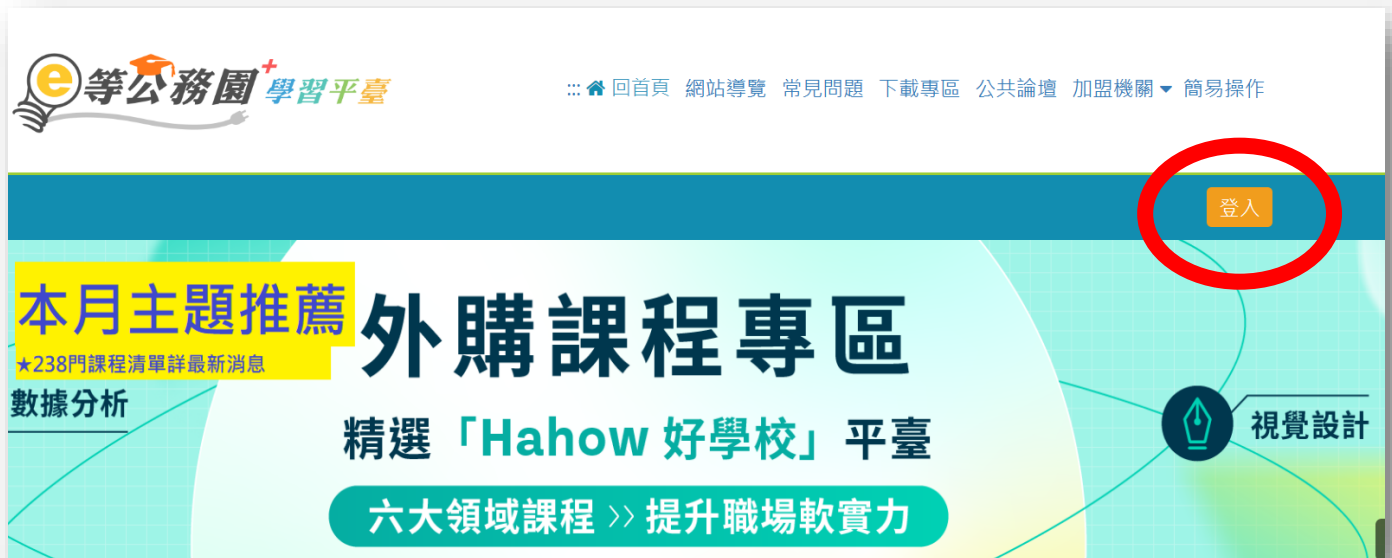 e等公務園+學習平臺
::: 回首頁 網站導覽 常見問題 下載專區 公共論壇 加盟機關 簡易操作
登入
本月主題推薦
★238門課程清單詳最新消息
外購課程專區
數據分析
視覺設計
精選「Hahow 好學校」平臺
六大領域課程 >> 提升職場軟實力